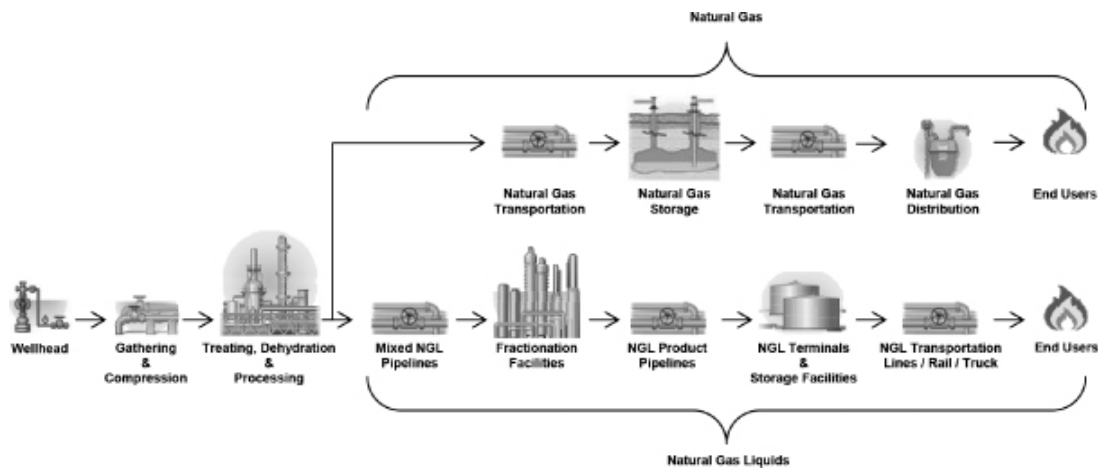 Natural Gas
Natural Gas
Transportation
Natural Gas
Storage
Natural Gas
Transportation
Natural Gas
Distribution
End Users
Wellhead
Gathering
&
Compression
Treating, Dehydration
&
Processing
Mixed NGL
Pipelines
Fractionation
Facilities
NGL Product
Pipelines
NGL Terminals
&
Storage Facilities
NGL Transportation
Lines / Rail / Truck
End Users
Natural Gas Liquids